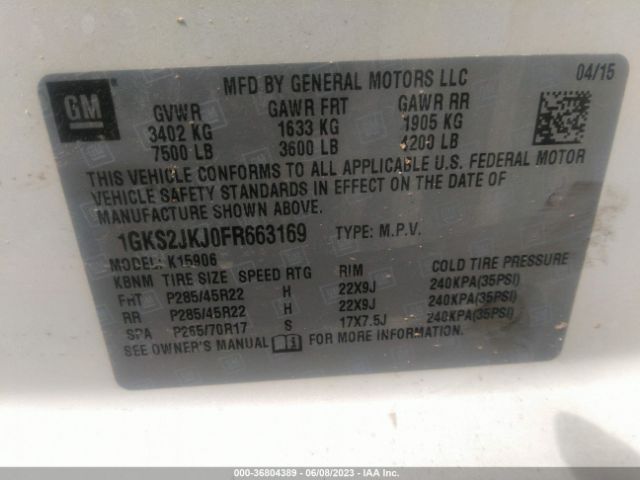 GM
MFD BY GENERAL MOTORS LLC 04/15
GVWR GAWR FRT GAWR RR
3402 KG 1633 KG 1905 KG
7500 LB 3600 LB 4200 LB
THIS VEHICLE CONFORMS TO ALL APPLICABLE U.S. FEDERAL MOTOR
VEHICLE SAFETY STANDARDS IN EFFECT ON THE DATE OF
MANUFACTURE SHOWN ABOVE.
1GKS2JKJ0FR663169 TYPE: M.P.V.
MODEL: K15906
KBNM TIRE SIZE SPEED RTG RIM COLD TIRE PRESSURE
FRT P285/45R22 H 22X9J 240KPA(35PSI)
RR P285/45R22 H 22X9J 240KPA(35PSI)
SPA P265/70R17 S 17X7.5J 240KPA(35PSI)
SEE OWNER'S MANUAL FOR MORE INFORMATION.
000-36804389 - 06/08/2023 - IAA Inc.